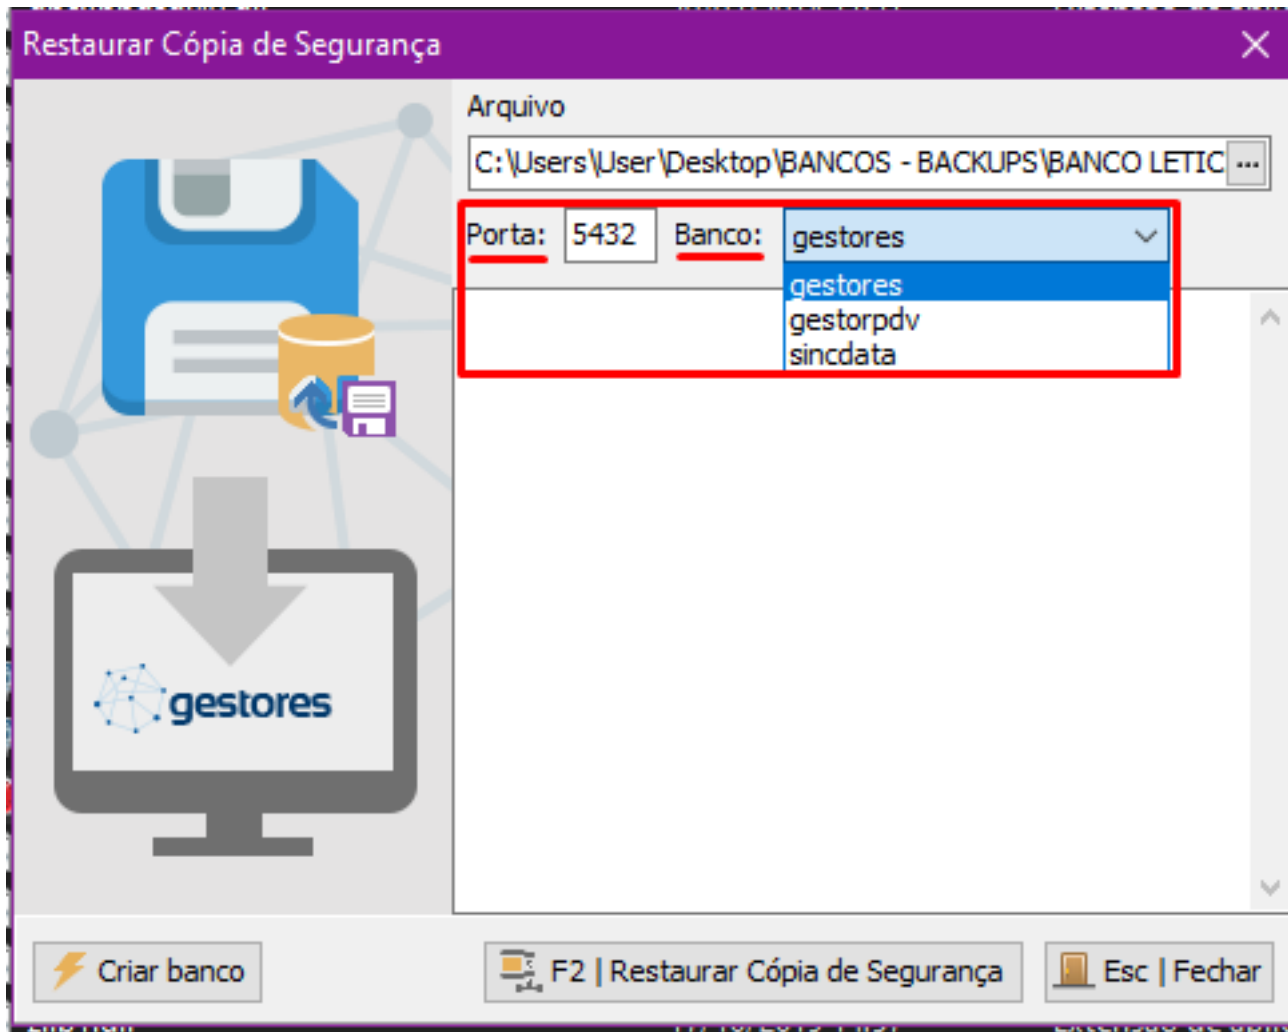 Restaurar Cópia de Segurança
Arquivo
C:\Users\User\Desktop\BANCOS - BACKUPS\BANCO LETIC ...
Porta: 5432 Banco: gestores
gestores
gestorpdv
sincdata
gestores
Criar banco F2 | Restaurar Cópia de Segurança Esc | Fechar